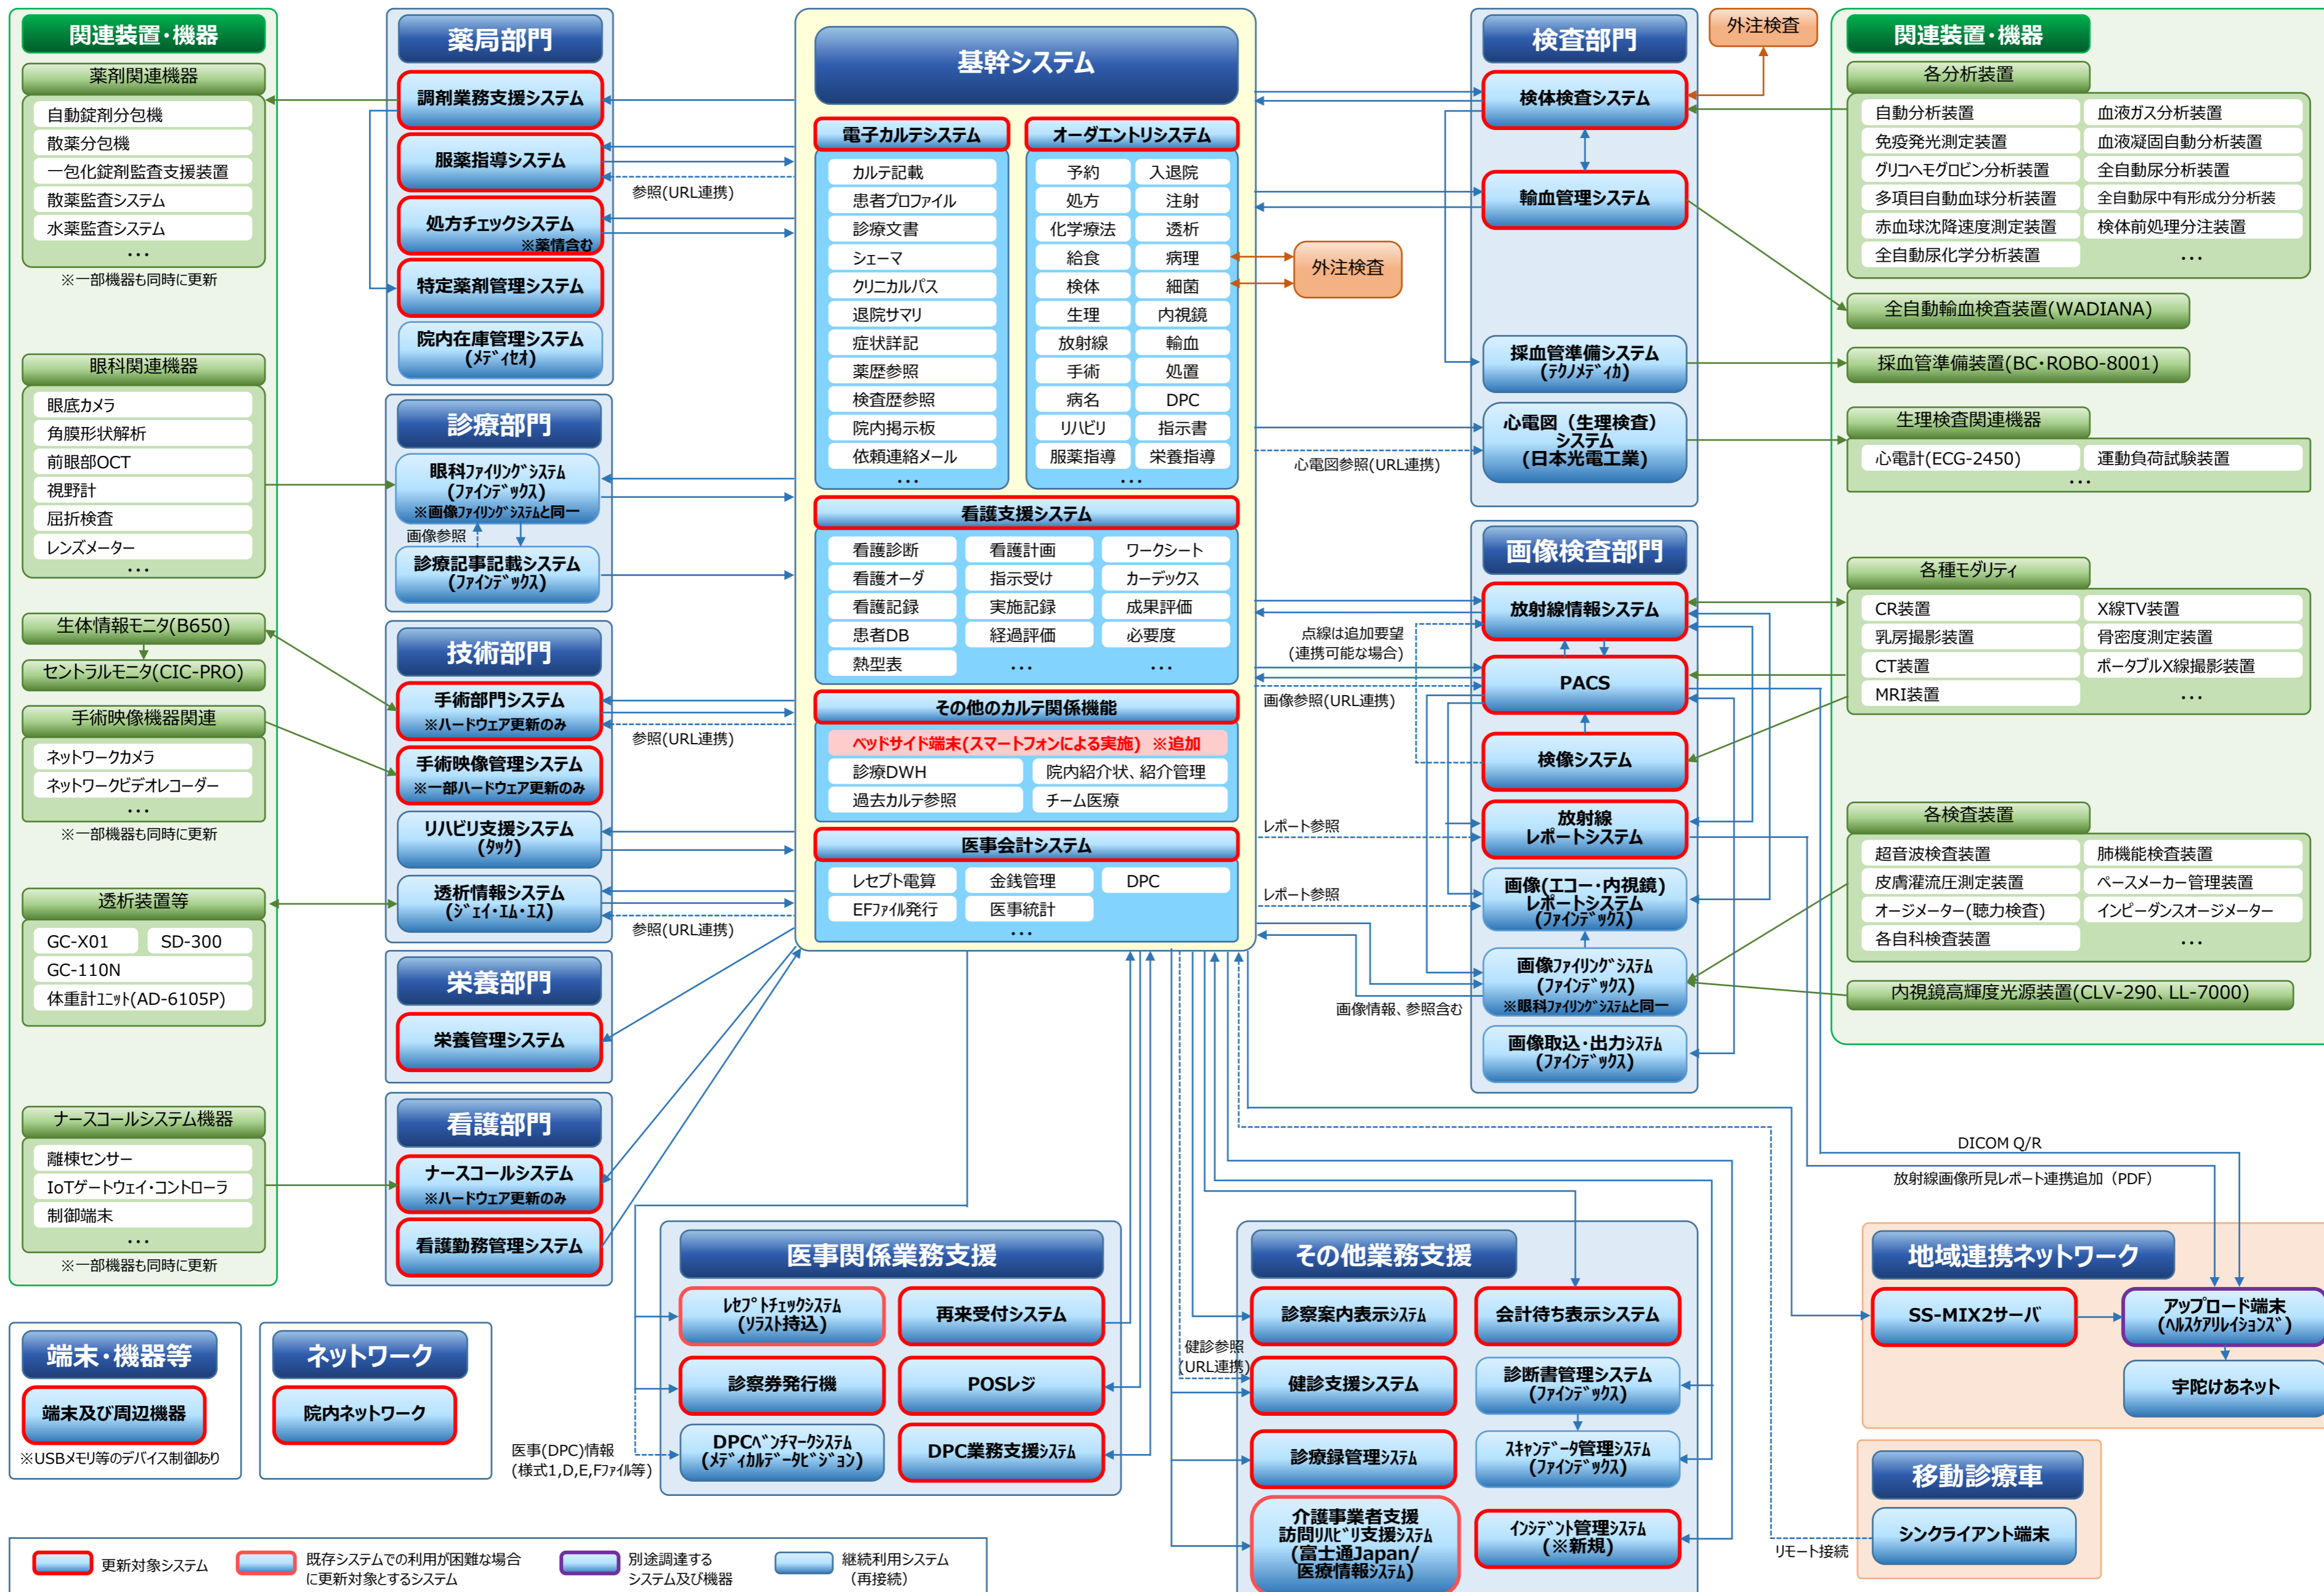 関連装置・機器
薬剤関連機器
自動錠剤分包機
散薬分包機
一包化錠剤監査支援装置
散薬監査システム
水薬監査システム
…
※一部機器も同時に更新
眼科関連機器
眼底カメラ
角膜形状解析
前眼部OCT
視野計
屈折検査
レンズメーター
…
生体情報モニタ(B650)
セントラルモニタ(CIC-PRO)
手術映像機器関連
ネットワークカメラ
ネットワークビデオレコーダー
…
※一部機器も同時に更新
透析装置等
GC-X01
SD-300
GC-110N
体重計ユニット(AD-6105P)
ナースコールシステム機器
離棟センサー
IoTゲートウェイ・コントローラ
制御端末
…
※一部機器も同時に更新
薬局部門
調剤業務支援システム
服薬指導システム
処方チェックシステム
※薬情含む
特定薬剤管理システム
院内在庫管理システム
(メディセオ)
診療部門
眼科ファイリングシステム
(ファインデックス)
※画像ファイリングシステムと同一
画像参照
診療記事記載システム
(ファインデックス)
技術部門
手術部門システム
※ハードウェア更新のみ
手術映像管理システム
※一部ハードウェア更新のみ
リハビリ支援システム
(タック)
透析情報システム
(ジェイ・エム・エス)
栄養部門
栄養管理システム
看護部門
ナースコールシステム
※ハードウェア更新のみ
看護勤務管理システム
参照(URL連携)
参照(URL連携)
参照(URL連携)
基幹システム
電子カルテシステム
カルテ記載
患者プロファイル
診療文書
シェーマ
クリニカルパス
退院サマリ
症状詳記
薬歴参照
検査歴参照
院内掲示板
依頼連絡メール
…
オーダエントリシステム
予約 入退院
処方 注射
化学療法 透析
給食 病理
検体 細菌
生理 内視鏡
放射線 輸血
手術 処置
病名 DPC
リハビリ 指示書
服薬指導 栄養指導
…
看護支援システム
看護診断 看護計画 ワークシート
看護オーダ 指示受け カーデックス
看護記録 実施記録 成果評価
患者DB 経過評価 必要度
熱型表 … …
その他のカルテ関係機能
ベッドサイド端末(スマートフォンによる実施) ※追加
診療DWH 院内紹介状、紹介管理
過去カルテ参照 チーム医療
医事会計システム
レセプト電算 金銭管理 DPC
EFファイル発行 医事統計
…
外注検査
心電図参照(URL連携)
点線は追加要望
(連携可能な場合)
画像参照(URL連携)
レポート参照
レポート参照
画像情報、参照含む
検査部門
外注検査
検体検査システム
輸血管理システム
採血管準備システム
(テクノメディカ)
心電図（生理検査）
システム
(日本光電工業)
画像検査部門
放射線情報システム
PACS
検像システム
放射線
レポートシステム
画像(エコー・内視鏡)
レポートシステム
(ファインデックス)
画像ファイリングシステム
(ファインデックス)
※眼科ファイリングシステムと同一
画像取込・出力システム
(ファインデックス)
関連装置・機器
各分析装置
自動分析装置 血液ガス分析装置
免疫発光測定装置 血液凝固自動分析装置
グリコヘモグロビン分析装置 全自動尿分析装置
多項目自動血球分析装置 全自動尿中有形成分分析装
赤血球沈降速度測定装置 検体前処理分注装置
全自動尿化学分析装置 …
全自動輸血検査装置(WADIANA)
採血管準備装置(BC・ROBO-8001)
生理検査関連機器
心電計(ECG-2450) 運動負荷試験装置
…
各種モダリティ
CR装置 X線TV装置
乳房撮影装置 骨密度測定装置
CT装置 ポータブルX線撮影装置
MRI装置 …
各検査装置
超音波検査装置 肺機能検査装置
皮膚灌流圧測定装置 ペースメーカー管理装置
オージメーター(聴力検査) インピーダンスオージメーター
各自科検査装置 …
内視鏡高輝度光源装置(CLV-290、LL-7000)
DICOM Q/R
放射線画像所見レポート連携追加（PDF）
医事関係業務支援
レセプトチェックシステム
(ソラスト持込)
再来受付システム
診察券発行機
POSレジ
DPCベンチマークシステム
(メディカルデータビジョン)
DPC業務支援システム
医事(DPC)情報
(様式1,D,E,Fファイル等)
健診参照
(URL連携)
その他業務支援
診察案内表示システム
会計待ち表示システム
健診支援システム
診断書管理システム
(ファインデックス)
診療録管理システム
スキャンデータ管理システム
(ファインデックス)
介護事業者支援
訪問リハビリ支援システム
(富士通Japan/
医療情報システム)
インシデント管理システム
(※新規)
地域連携ネットワーク
SS-MIX2サーバ
アップロード端末
(ヘルスケアリレイションズ)
宇陀けあネット
移動診療車
シンクライアント端末
リモート接続
端末・機器等
端末及び周辺機器
※USBメモリ等のデバイス制御あり
ネットワーク
院内ネットワーク
更新対象システム
既存システムでの利用が困難な場合
に更新対象とするシステム
別途調達する
システム及び機器
継続利用システム
(再接続)